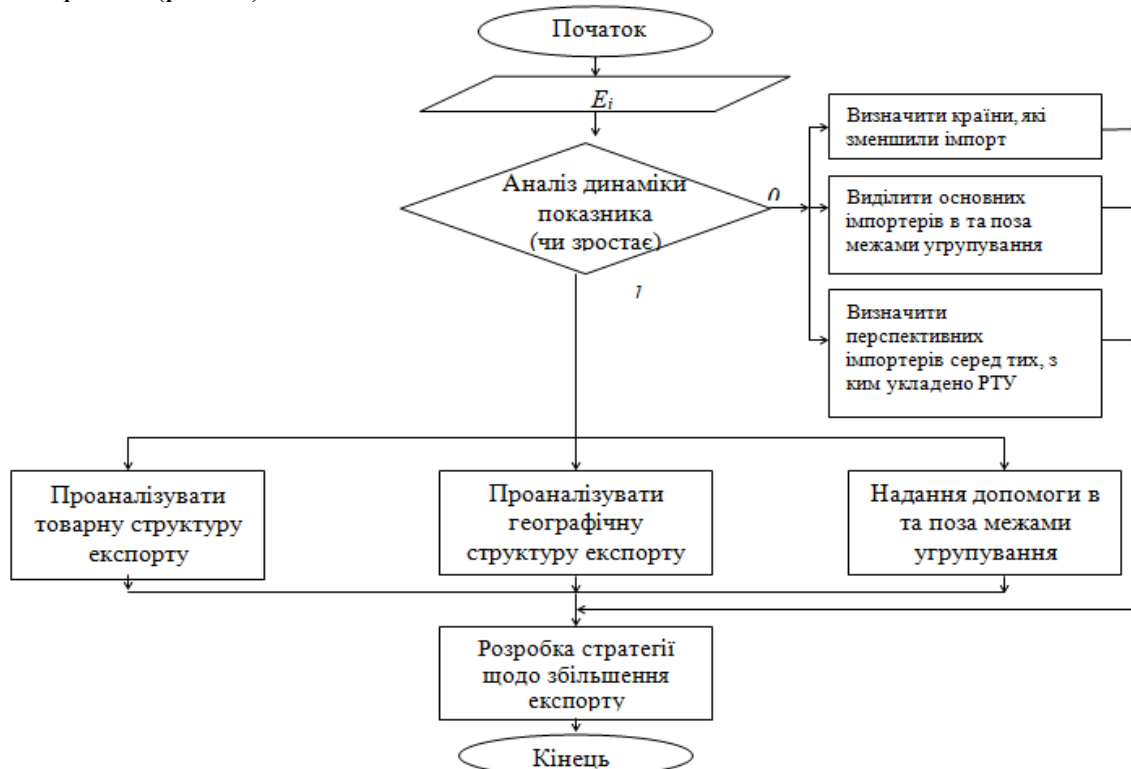 Початок
E_i
Аналіз динаміки
показника
(чи зростає)
0
1
Визначити країни, які
зменшили імпорт
Виділити основних
імпортерів в та поза
межами угрупування
Визначити
перспективних
імпортерів серед тих, з
ким укладено РТУ
Проаналізувати
товарну структуру
експорту
Проаналізувати
географічну
структуру експорту
Надання допомоги в
та поза межами
угрупування
Розробка стратегії
щодо збільшення
експорту
Кінець